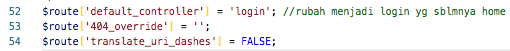 52 $route['default_controller'] = 'login'; //rubah menjadi login yg sblmnya home
53 $route['404_override'] = '';
54 $route['translate_uri_dashes'] = FALSE;